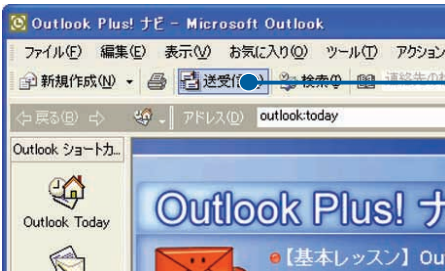 Outlook Plus! ナビ - Microsoft Outlook
ファイル(F) 編集(E) 表示(V) お気に入り(O) ツール(T) アクション
新規作成(N) 送受信 検索(I)
戻る(B) アドレス(D) outlook:today
Outlook ショートカ...
Outlook Today
Outlook Plus! ナ
【基本レッスン】 Ou